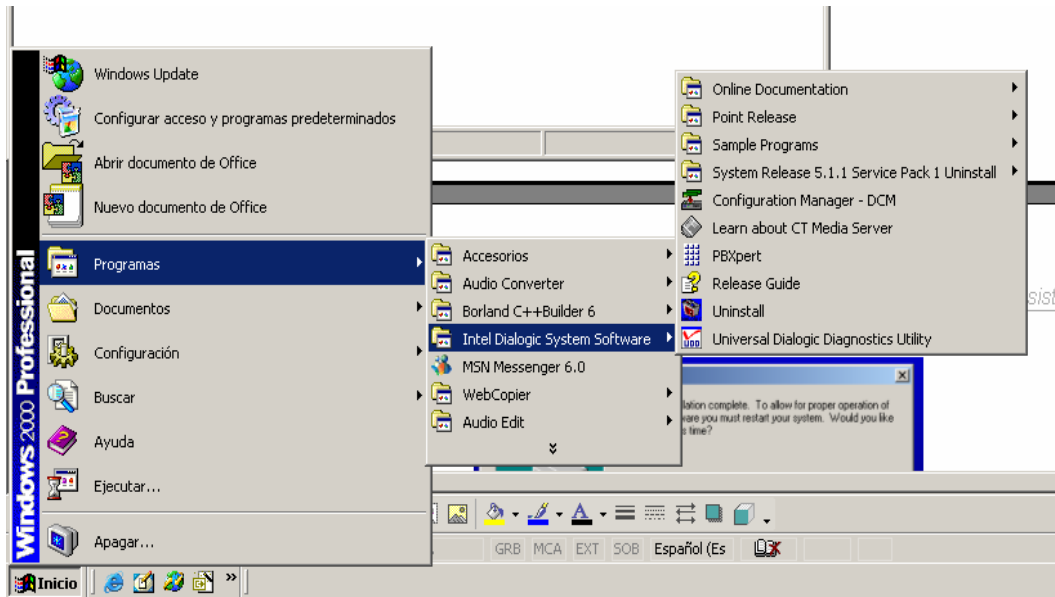 Windows 2000 Professional
Windows Update
Configurar acceso y programas predeterminados
Abrir documento de Office
Nuevo documento de Office
Programas
Documentos
Configuración
Buscar
Ayuda
Ejecutar...
Apagar...
Accesorios
Audio Converter
Borland C++Builder 6
Intel Dialogic System Software
MSN Messenger 6.0
WebCopier
Audio Edit
Online Documentation
Point Release
Sample Programs
System Release 5.1.1 Service Pack 1 Uninstall
Configuration Manager - DCM
Learn about CT Media Server
PBXpert
Release Guide
Uninstall
Universal Dialogic Diagnostics Utility
sist
lation complete. To allow for proper operation of
ware you must restart your system. Would you like
s time?
GRB MCA EXT SOB Español (Es
Inicio